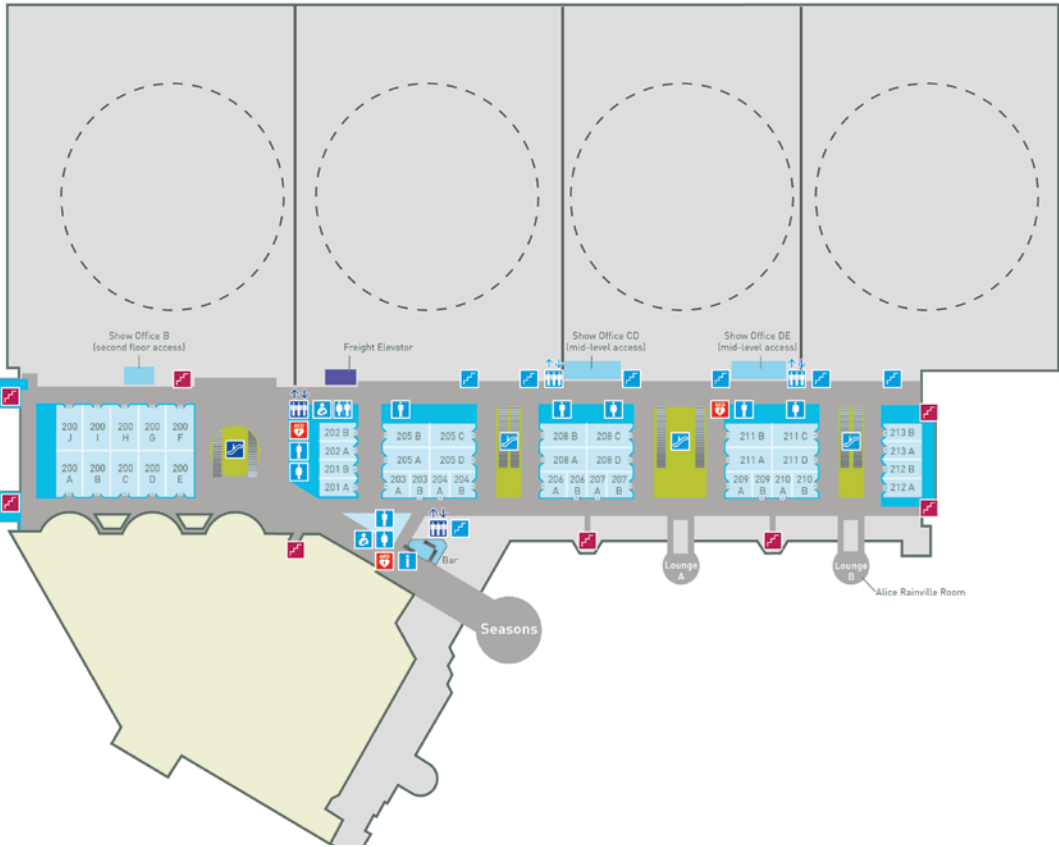 Show Office B
(second floor access)
Freight Elevator
Show Office CD
(mid-level access)
Show Office DE
(mid-level access)
200
J
200
I
200
H
200
G
200
F
200
A
200
B
200
C
200
D
200
E
AED
202 B
202 A
201 B
201 A
205 B
205 C
205 A
205 D
203
A
203
B
204
A
204
B
208 B
208 C
208 A
208 D
206
A
206
B
207
A
207
B
AED
211 B
211 C
211 A
211 D
209
A
209
B
210
A
210
B
213 B
213 A
212 B
212 A
AED
i
Bar
Lounge
A
Lounge
B
Alice Rainville Room
Seasons